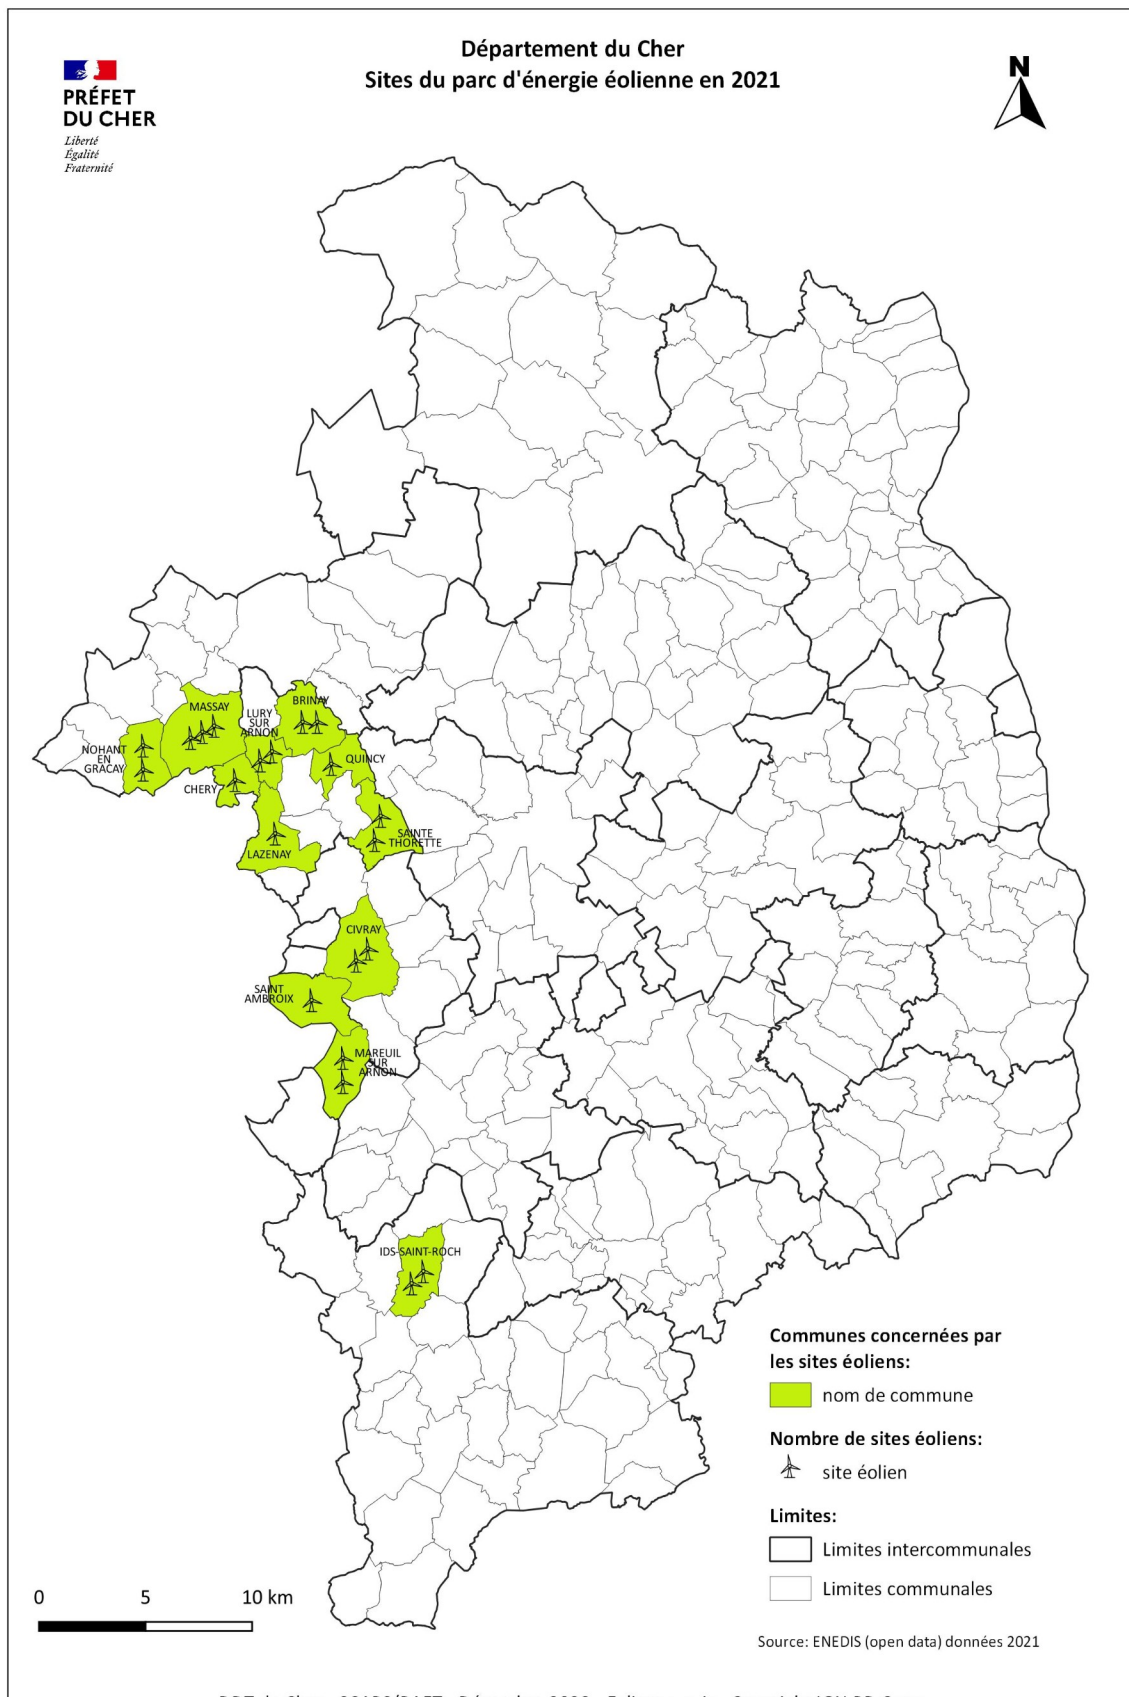 Département du Cher
Sites du parc d'énergie éolienne en 2021
N
PRÉFET
DU CHER
Liberté
Égalité
Fraternité
MASSAY
LURY
SUR
ARNON
BRINAY
NOHANT
EN
GRACAY
QUINCY
CHERY
SAINTE
THORETTE
LAZENAY
CIVRAY
SAINT
AMBROIX
MAREUIL
SUR
ARNON
IDS-SAINT-ROCH
Communes concernées par
les sites éoliens:
nom de commune
Nombre de sites éoliens:
site éolien
Limites:
Limites intercommunales
Limites communales
0 5 10 km
Source: ENEDIS (open data) données 2021